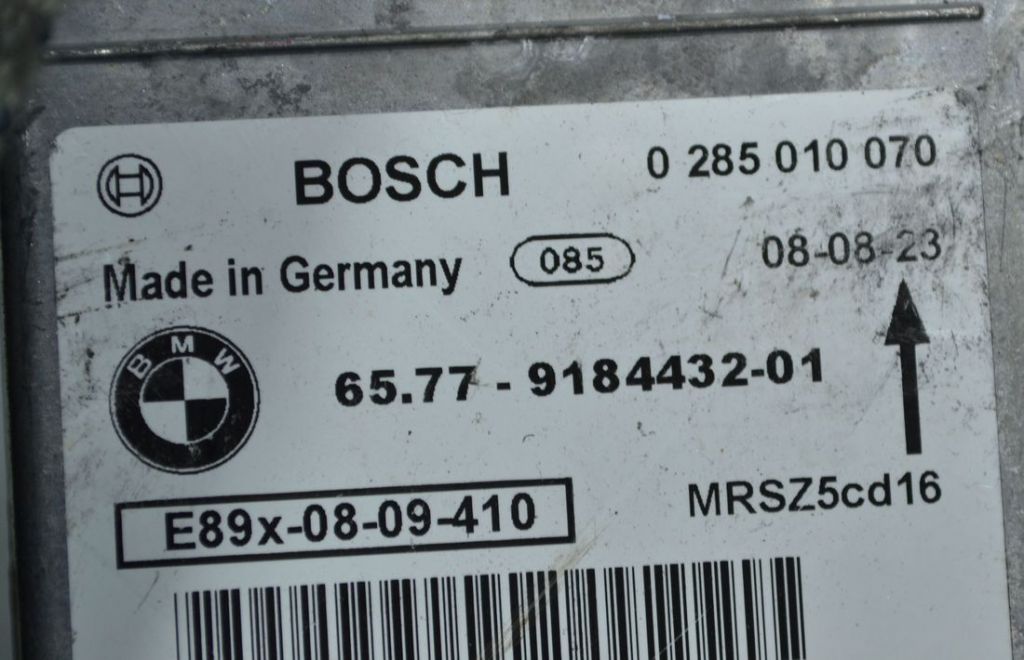 BOSCH 0 285 010 070
Made in Germany 085 08-08-23
BMW
65.77 - 9184432-01
E89x-08-09-410 MRSZ5cd16